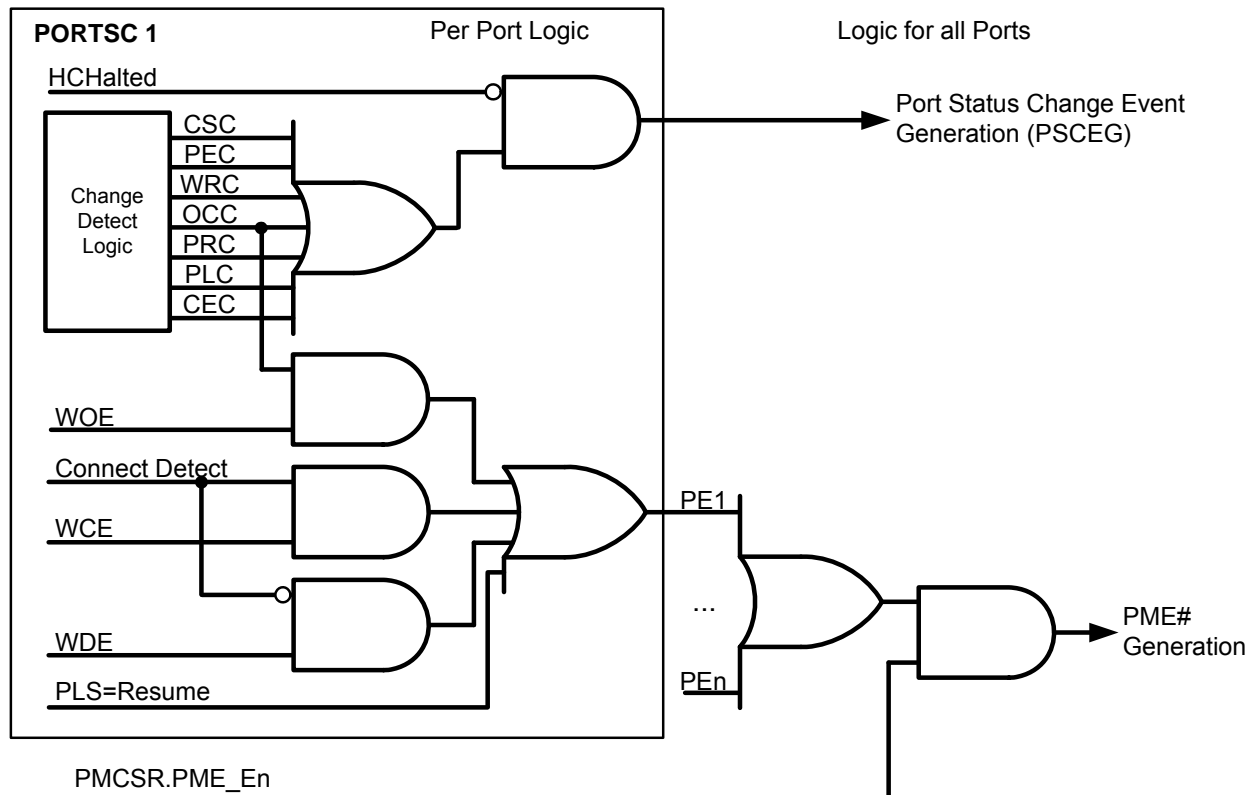 PORTSC 1
Per Port Logic
Logic for all Ports
HCHalted
Port Status Change Event
Generation (PSCEG)
Change
Detect
Logic
CSC
PEC
WRC
OCC
PRC
PLC
CEC
WOE
Connect Detect
WCE
WDE
PLS=Resume
PE1
...
PEn
PME#
Generation
PMCSR.PME_En